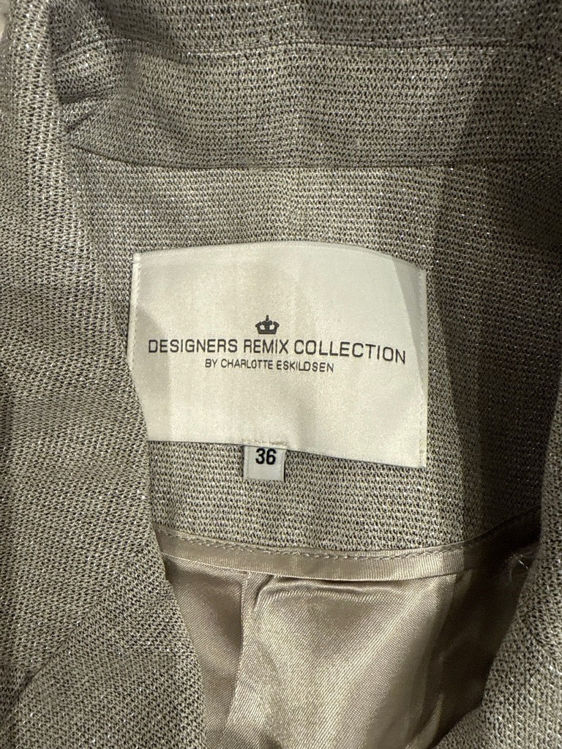 DESIGNERS REMIX COLLECTION
BY CHARLOTTE ESKILDSEN
36